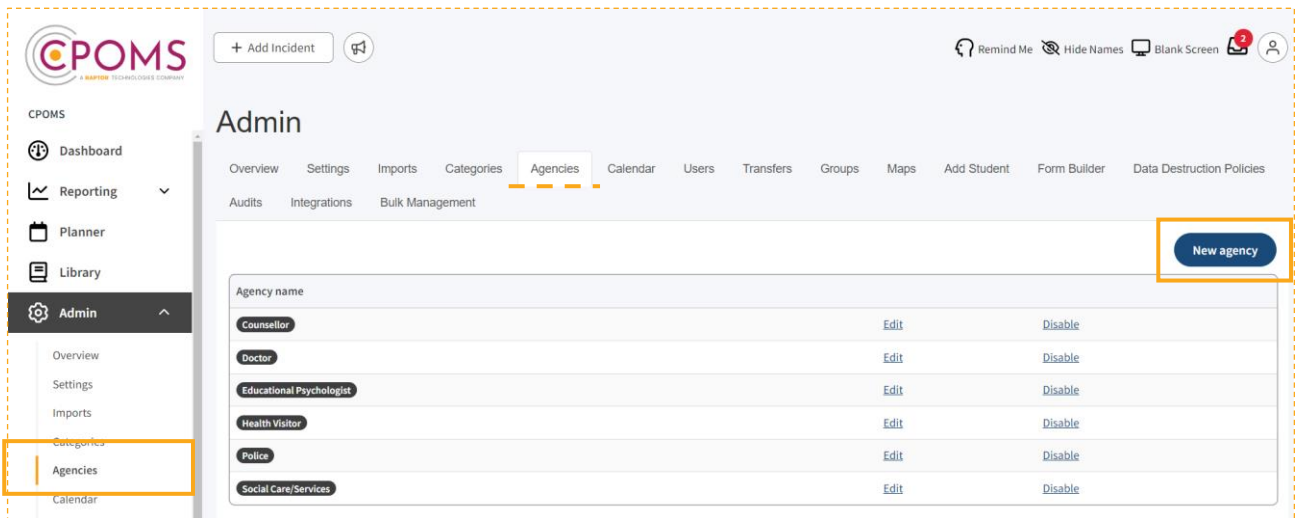 CPOMS
A RAPTOR TECHNOLOGIES COMPANY
+ Add Incident
Remind Me Hide Names Blank Screen 2
CPOMS
Dashboard
Reporting
Planner
Library
Admin
Overview
Settings
Imports
Categories
Agencies
Calendar
Admin
Overview Settings Imports Categories Agencies Calendar Users Transfers Groups Maps Add Student Form Builder Data Destruction Policies
Audits Integrations Bulk Management
New agency
Agency name
Counsellor Edit Disable
Doctor Edit Disable
Educational Psychologist Edit Disable
Health Visitor Edit Disable
Police Edit Disable
Social Care/Services Edit Disable